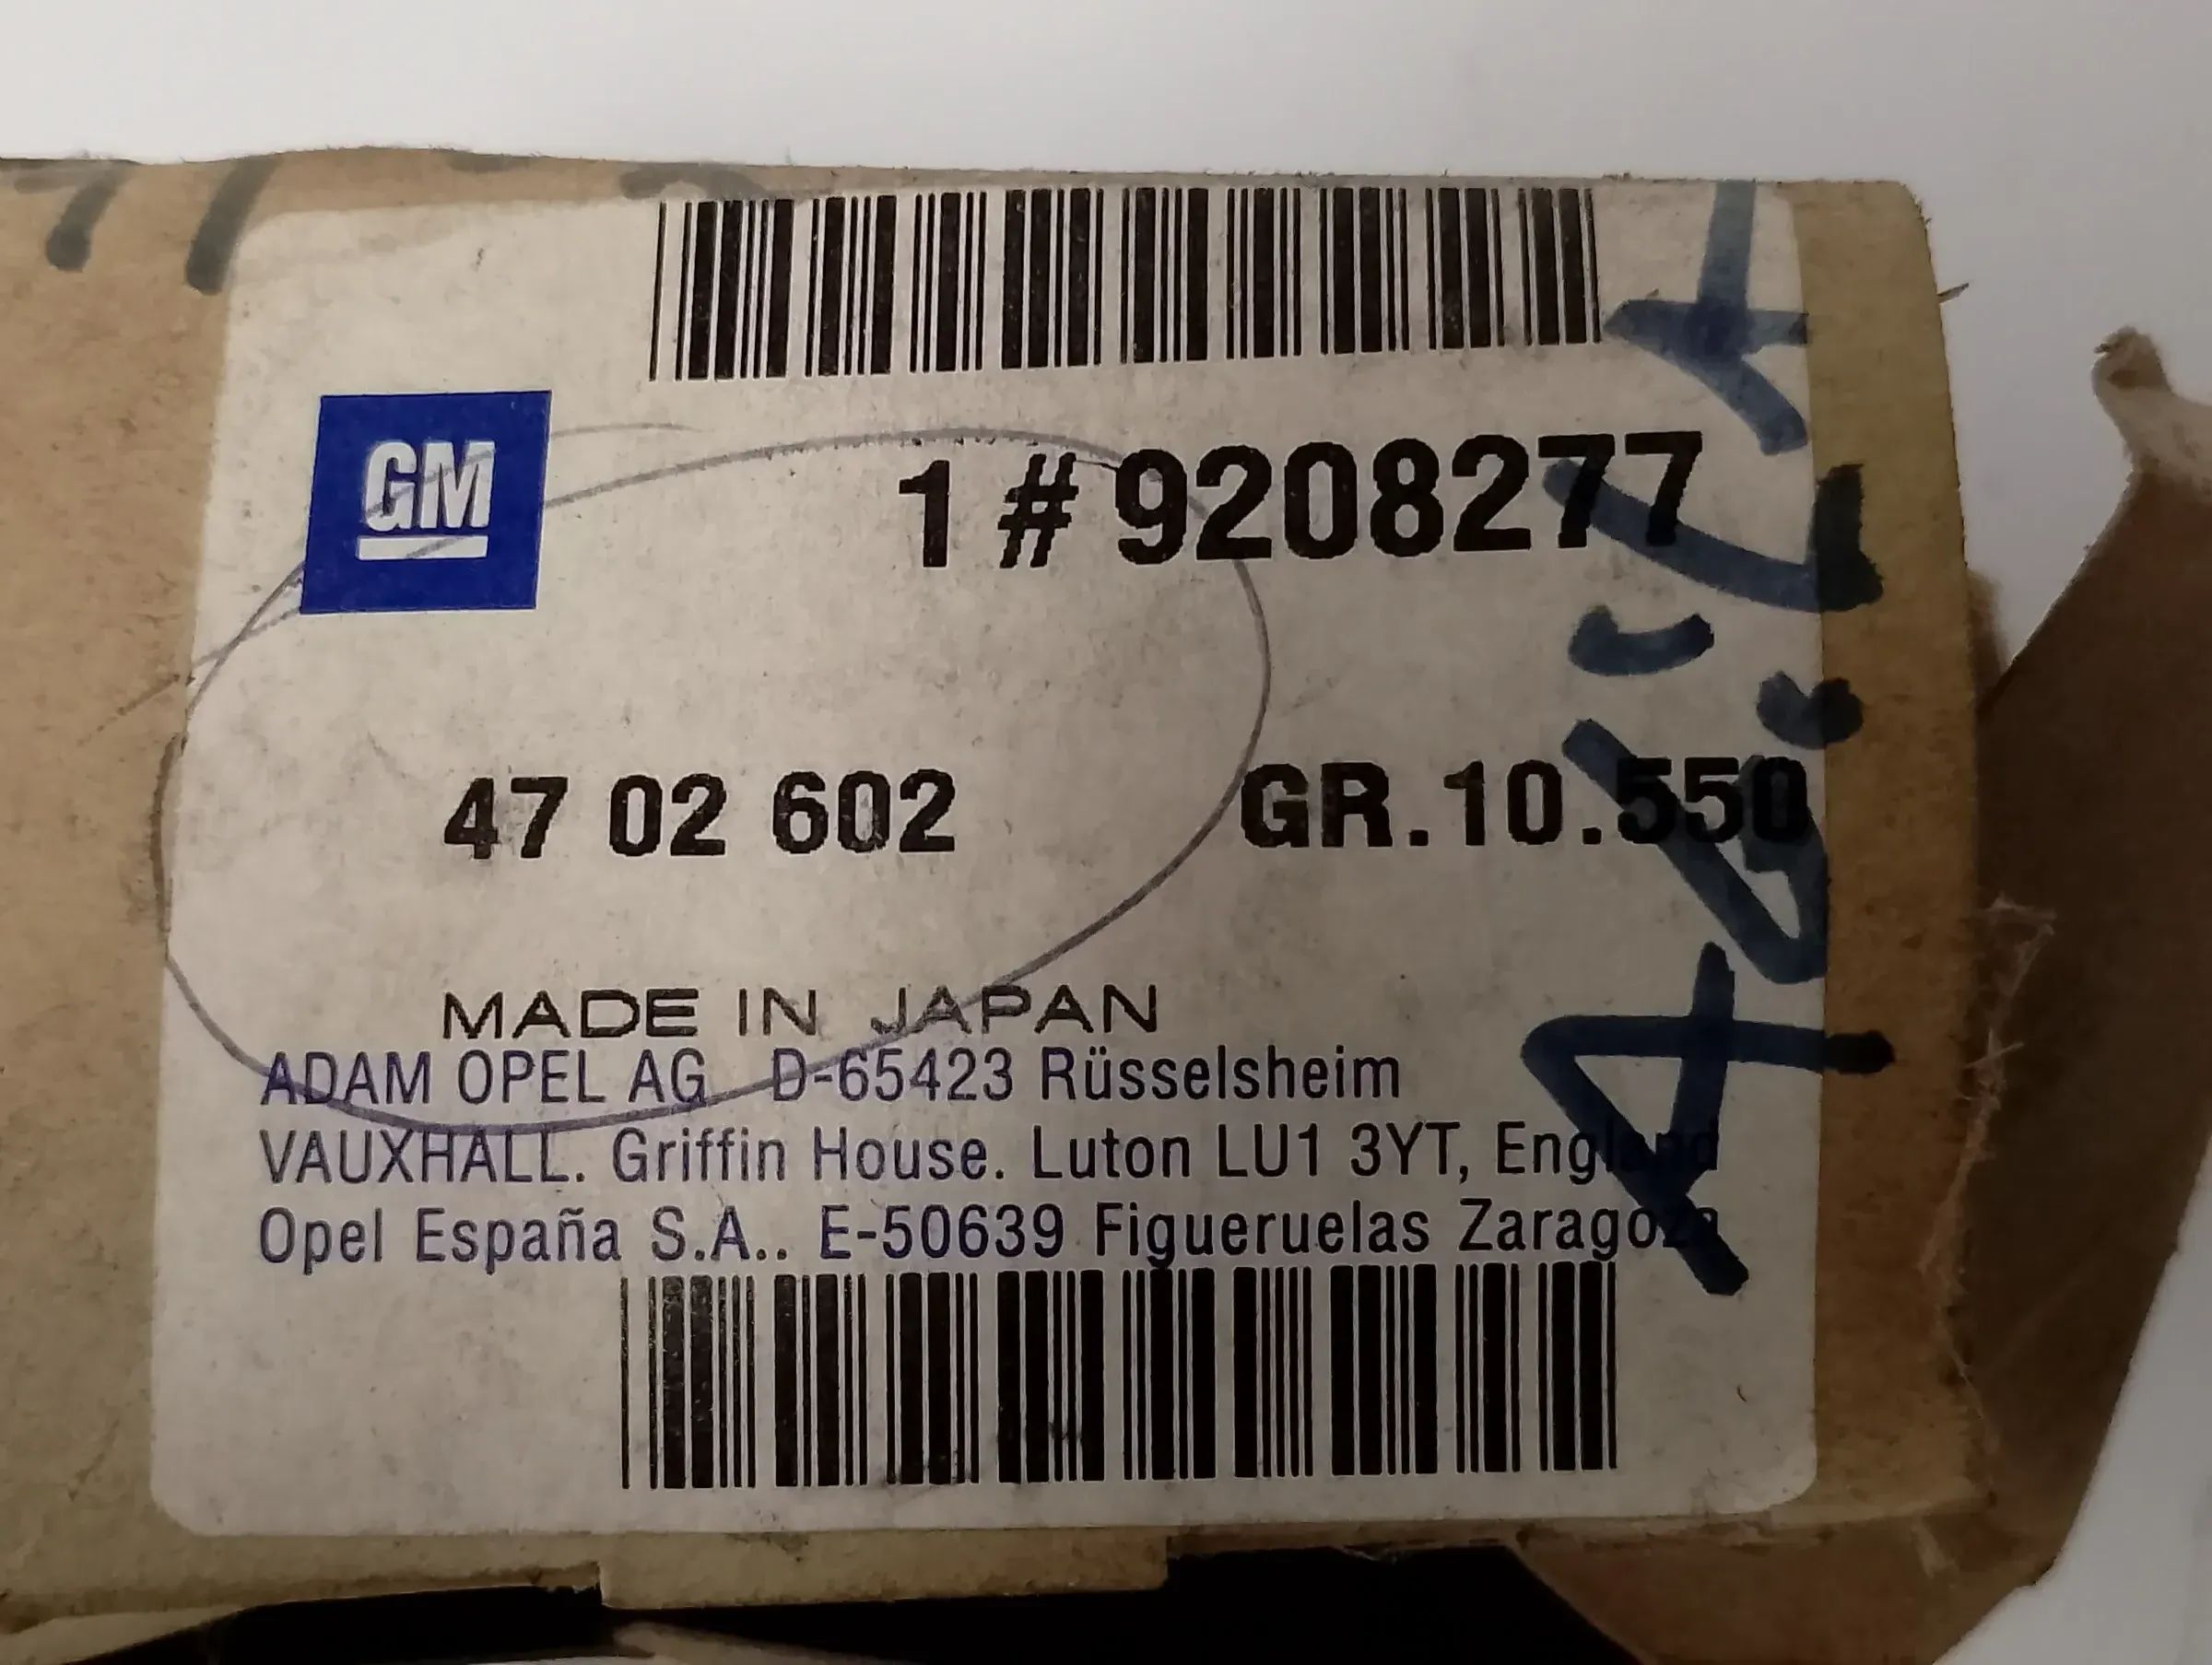 GM
1 # 9208277
47 02 602 GR.10.550
MADE IN JAPAN
ADAM OPEL AG D-65423 Rüsselsheim
VAUXHALL. Griffin House. Luton LU1 3YT, England
Opel España S.A.. E-50639 Figueruelas Zaragoza